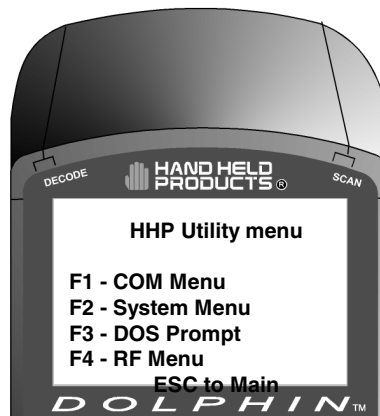 DECODE
HAND HELD
PRODUCTS®
SCAN
HHP Utility menu
F1 - COM Menu
F2 - System Menu
F3 - DOS Prompt
F4 - RF Menu
ESC to Main
DOLPHIN™